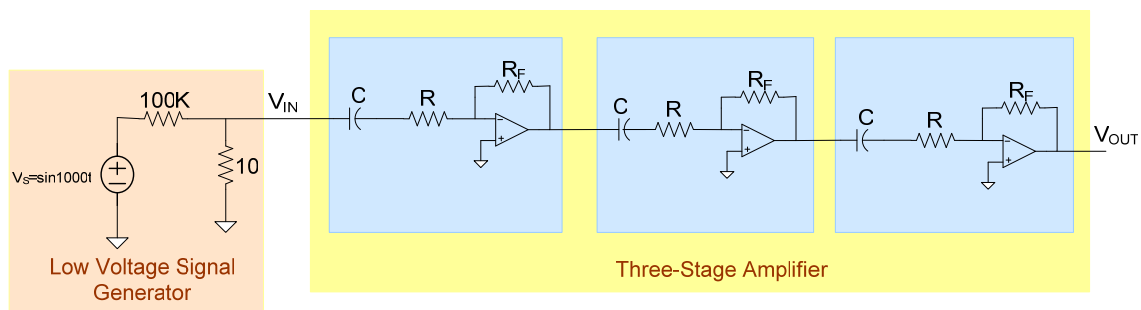 100K
V_IN
10
V_S=sin1000t
Low Voltage Signal
Generator
C
R
R_F
C
R
R_F
C
R
R_F
V_OUT
Three-Stage Amplifier